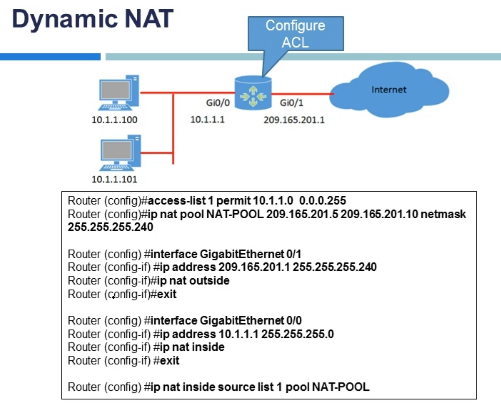 Dynamic NAT
Configure
ACL
Gi0/0
Gi0/1
Internet
10.1.1.100
10.1.1.1
209.165.201.1
10.1.1.101
Router (config)#access-list 1 permit 10.1.1.0 0.0.0.255
Router (config)#ip nat pool NAT-POOL 209.165.201.5 209.165.201.10 netmask
255.255.255.240
Router (config) #interface GigabitEthernet 0/1
Router (config-if) #ip address 209.165.201.1 255.255.255.240
Router (config-if)#ip nat outside
Router (config-if)#exit
Router (config) #interface GigabitEthernet 0/0
Router (config-if) #ip address 10.1.1.1 255.255.255.0
Router (config-if) #ip nat inside
Router (config-if) #exit
Router (config) #ip nat inside source list 1 pool NAT-POOL